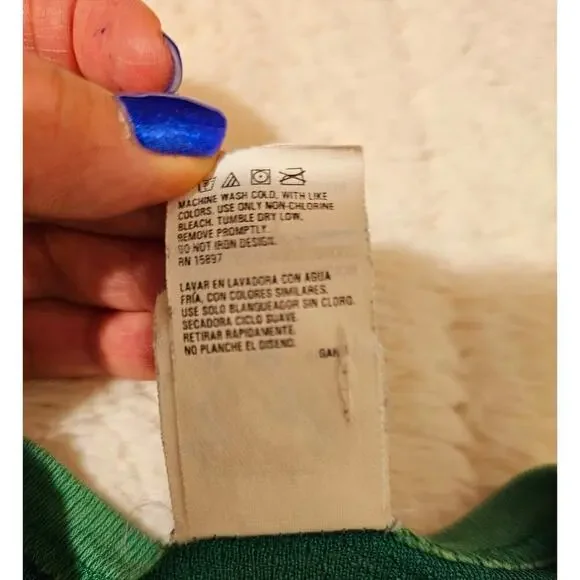 MACHINE WASH COLD, WITH LIKE
COLORS. USE ONLY NON-CHLORINE
BLEACH. TUMBLE DRY LOW.
REMOVE PROMPTLY.
DO NOT IRON DESIGN.
RN 15897
LAVAR EN LAVADORA CON AGUA
FRÍA, CON COLORES SIMILARES.
USE SOLO BLANQUEADOR SIN CLORO.
SECADORA CICLO SUAVE.
RETIRAR RAPIDAMENTE.
NO PLANCHE EL DISENO.
GAR